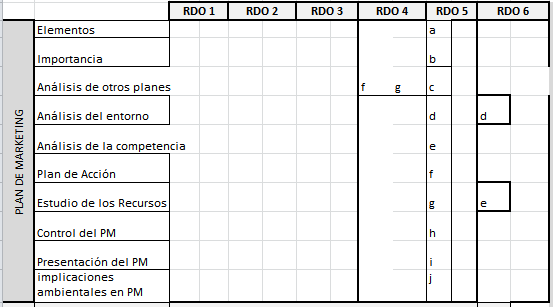 RDO 1 RDO 2 RDO 3 RDO 4 RDO 5 RDO 6
PLAN DE MARKETING
Elementos a
Importancia b
Análisis de otros planes f g c
Análisis del entorno d d
Análisis de la competencia e
Plan de Acción f
Estudio de los Recursos g e
Control del PM h
Presentación del PM i
implicaciones j
ambientales en PM